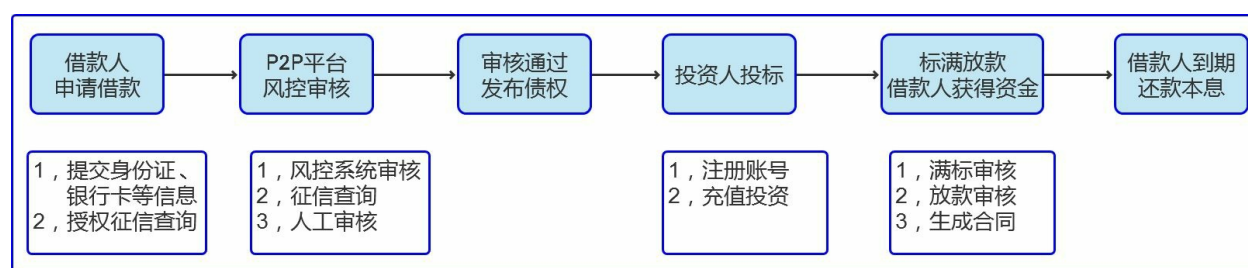 借款人
申请借款
P2P平台
风控审核
审核通过
发布债权
投资人投标
标满放款
借款人获得资金
借款人到期
还款本息
1，提交身份证、
银行卡等信息
2，授权征信查询
1，风控系统审核
2，征信查询
3，人工审核
1，注册账号
2，充值投资
1，满标审核
2，放款审核
3，生成合同